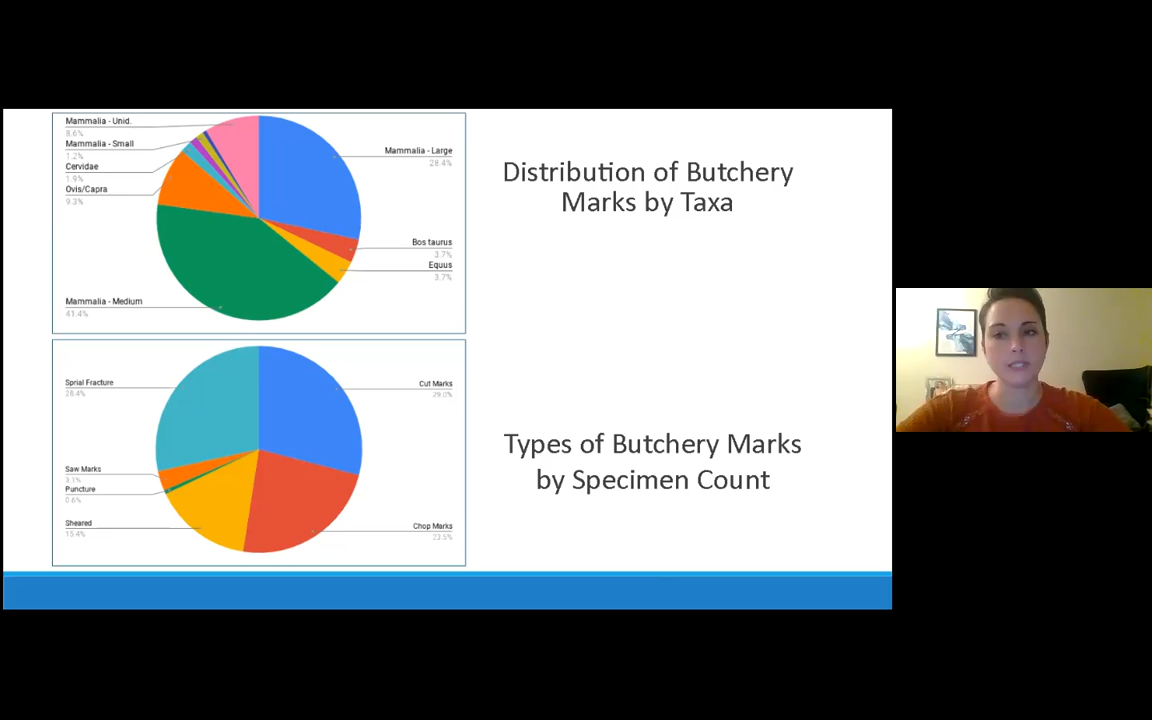 Mammalia - Unid.
8.6%
Mammalia - Small
1.2%
Cervidae
1.9%
Ovis/Capra
9.3%
Mammalia - Medium
41.4%
Mammalia - Large
28.4%
Bos taurus
3.7%
Equus
3.7%
Distribution of Butchery
Marks by Taxa
Sprial Fracture
28.4%
Saw Marks
3.1%
Puncture
0.6%
Sheared
15.4%
Cut Marks
29.0%
Chop Marks
23.5%
Types of Butchery Marks
by Specimen Count